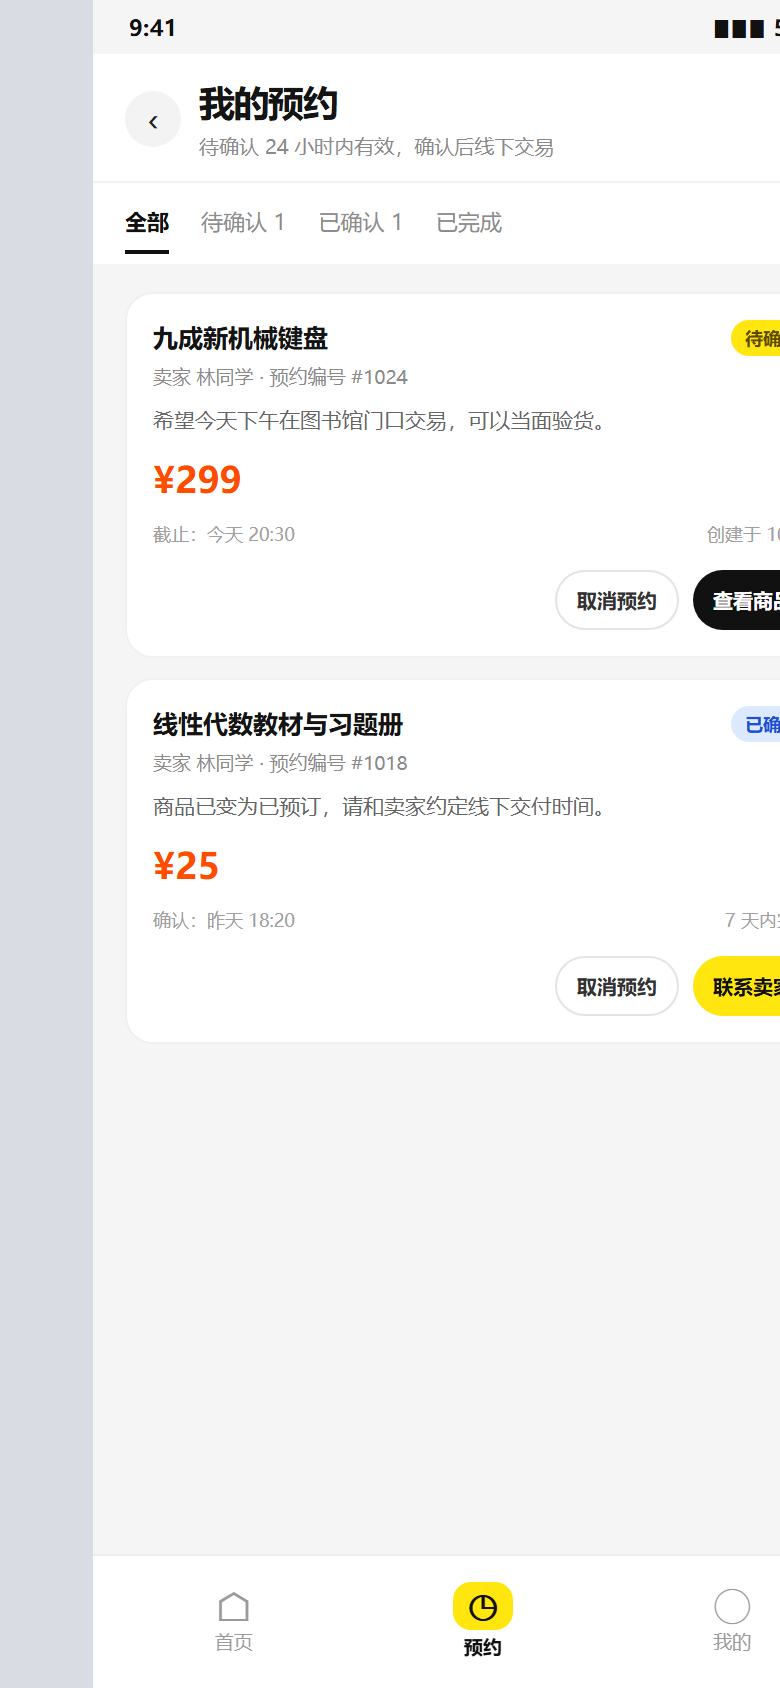 9:41
我的预约
待确认 24 小时内有效，确认后线下交易
全部 待确认 1 已确认 1 已完成
九成新机械键盘 待确
卖家 林同学 · 预约编号 #1024
希望今天下午在图书馆门口交易，可以当面验货。
¥299
截止：今天 20:30 创建于
取消预约 查看商品
线性代数教材与习题册 已确
卖家 林同学 · 预约编号 #1018
商品已变为已预订，请和卖家约定线下交付时间。
¥25
确认：昨天 18:20 7 天内
取消预约 联系卖家
首页 预约 我的